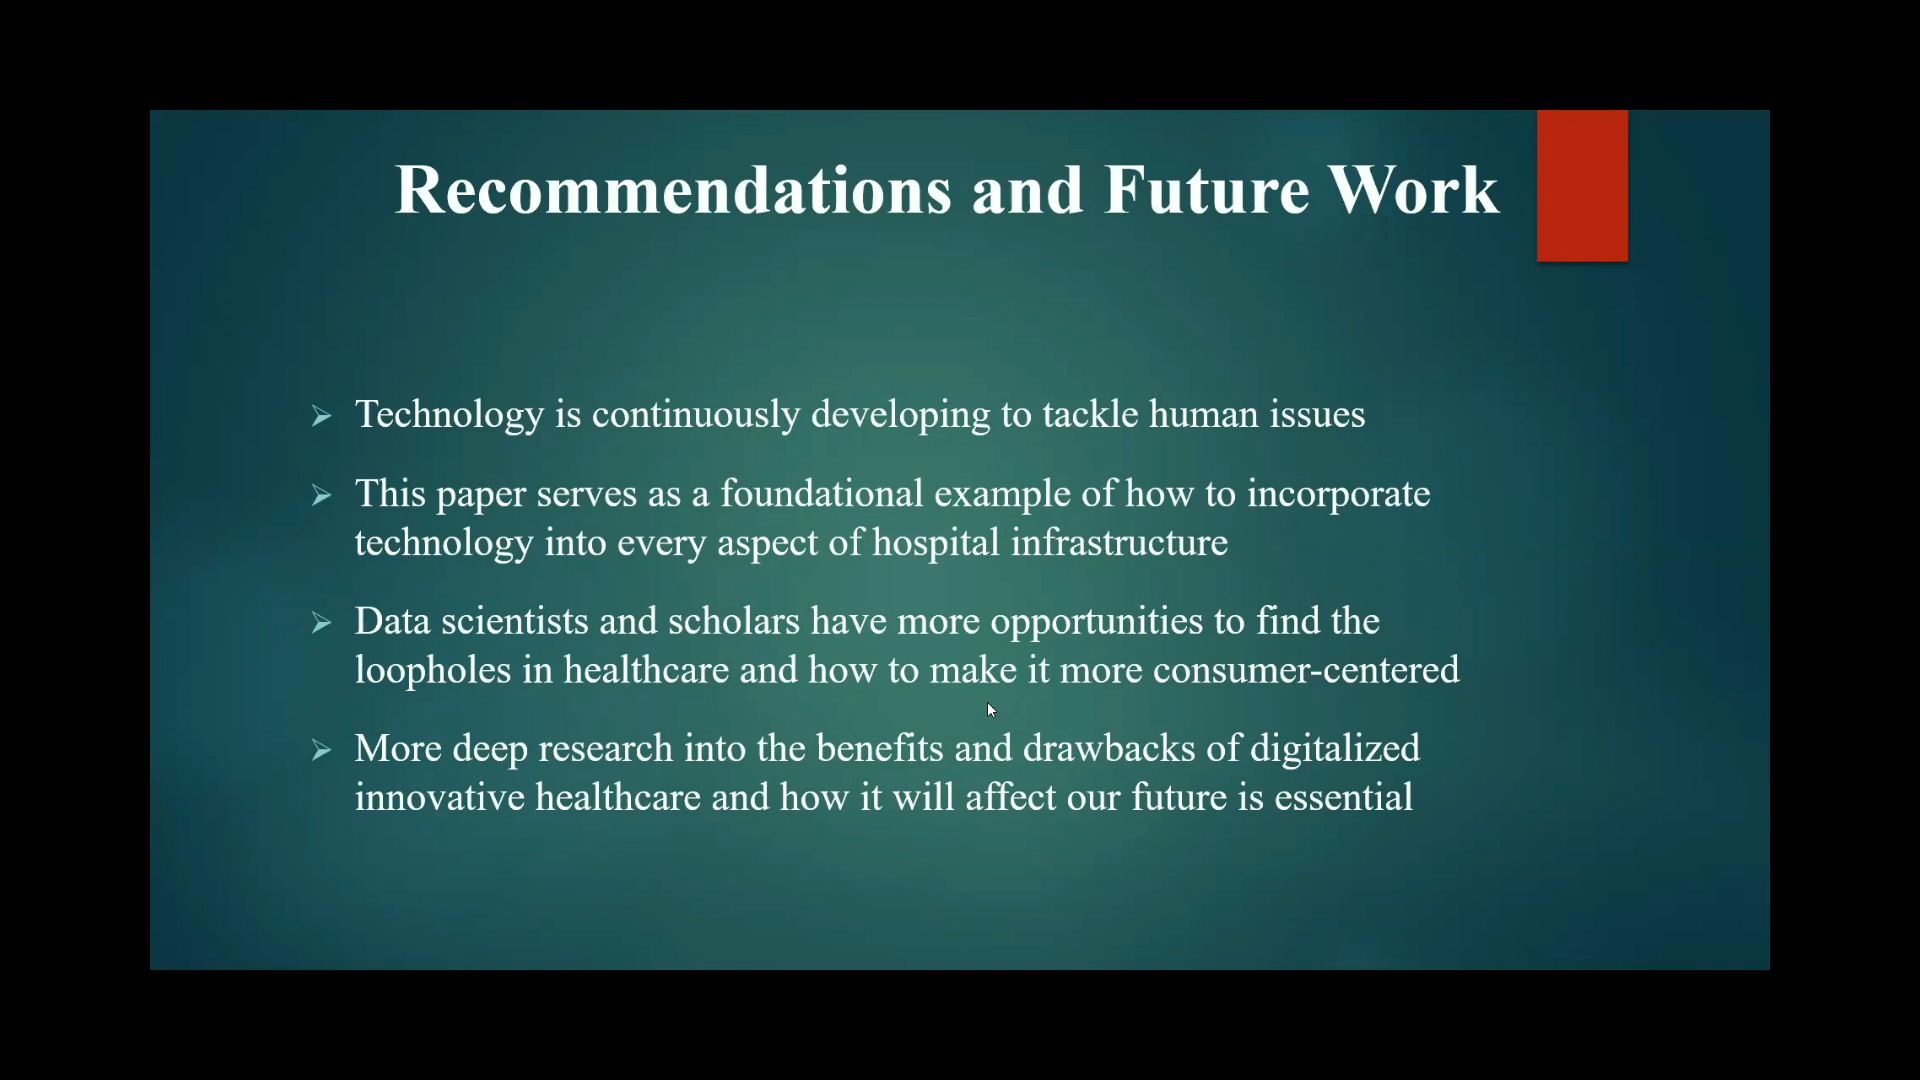 Recommendations and Future Work
Technology is continuously developing to tackle human issues
This paper serves as a foundational example of how to incorporate
technology into every aspect of hospital infrastructure
Data scientists and scholars have more opportunities to find the
loopholes in healthcare and how to make it more consumer-centered
More deep research into the benefits and drawbacks of digitalized
innovative healthcare and how it will affect our future is essential